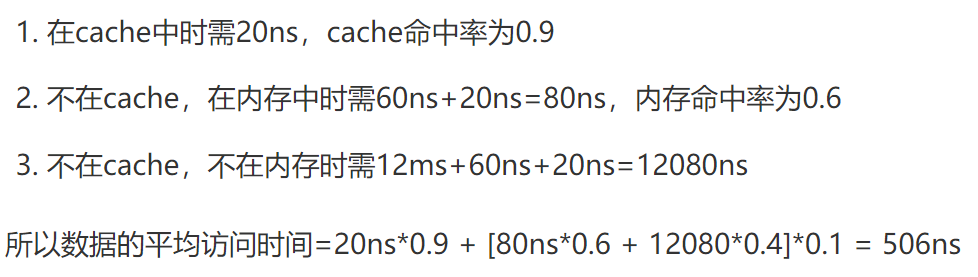 1. 在cache中时需20ns，cache命中率为0.9
2. 不在cache，在内存中时需60ns+20ns=80ns，内存命中率为0.6
3. 不在cache，不在内存时需12ms+60ns+20ns=12080ns
所以数据的平均访问时间=20ns*0.9 + [80ns*0.6 + 12080*0.4]*0.1 = 506ns